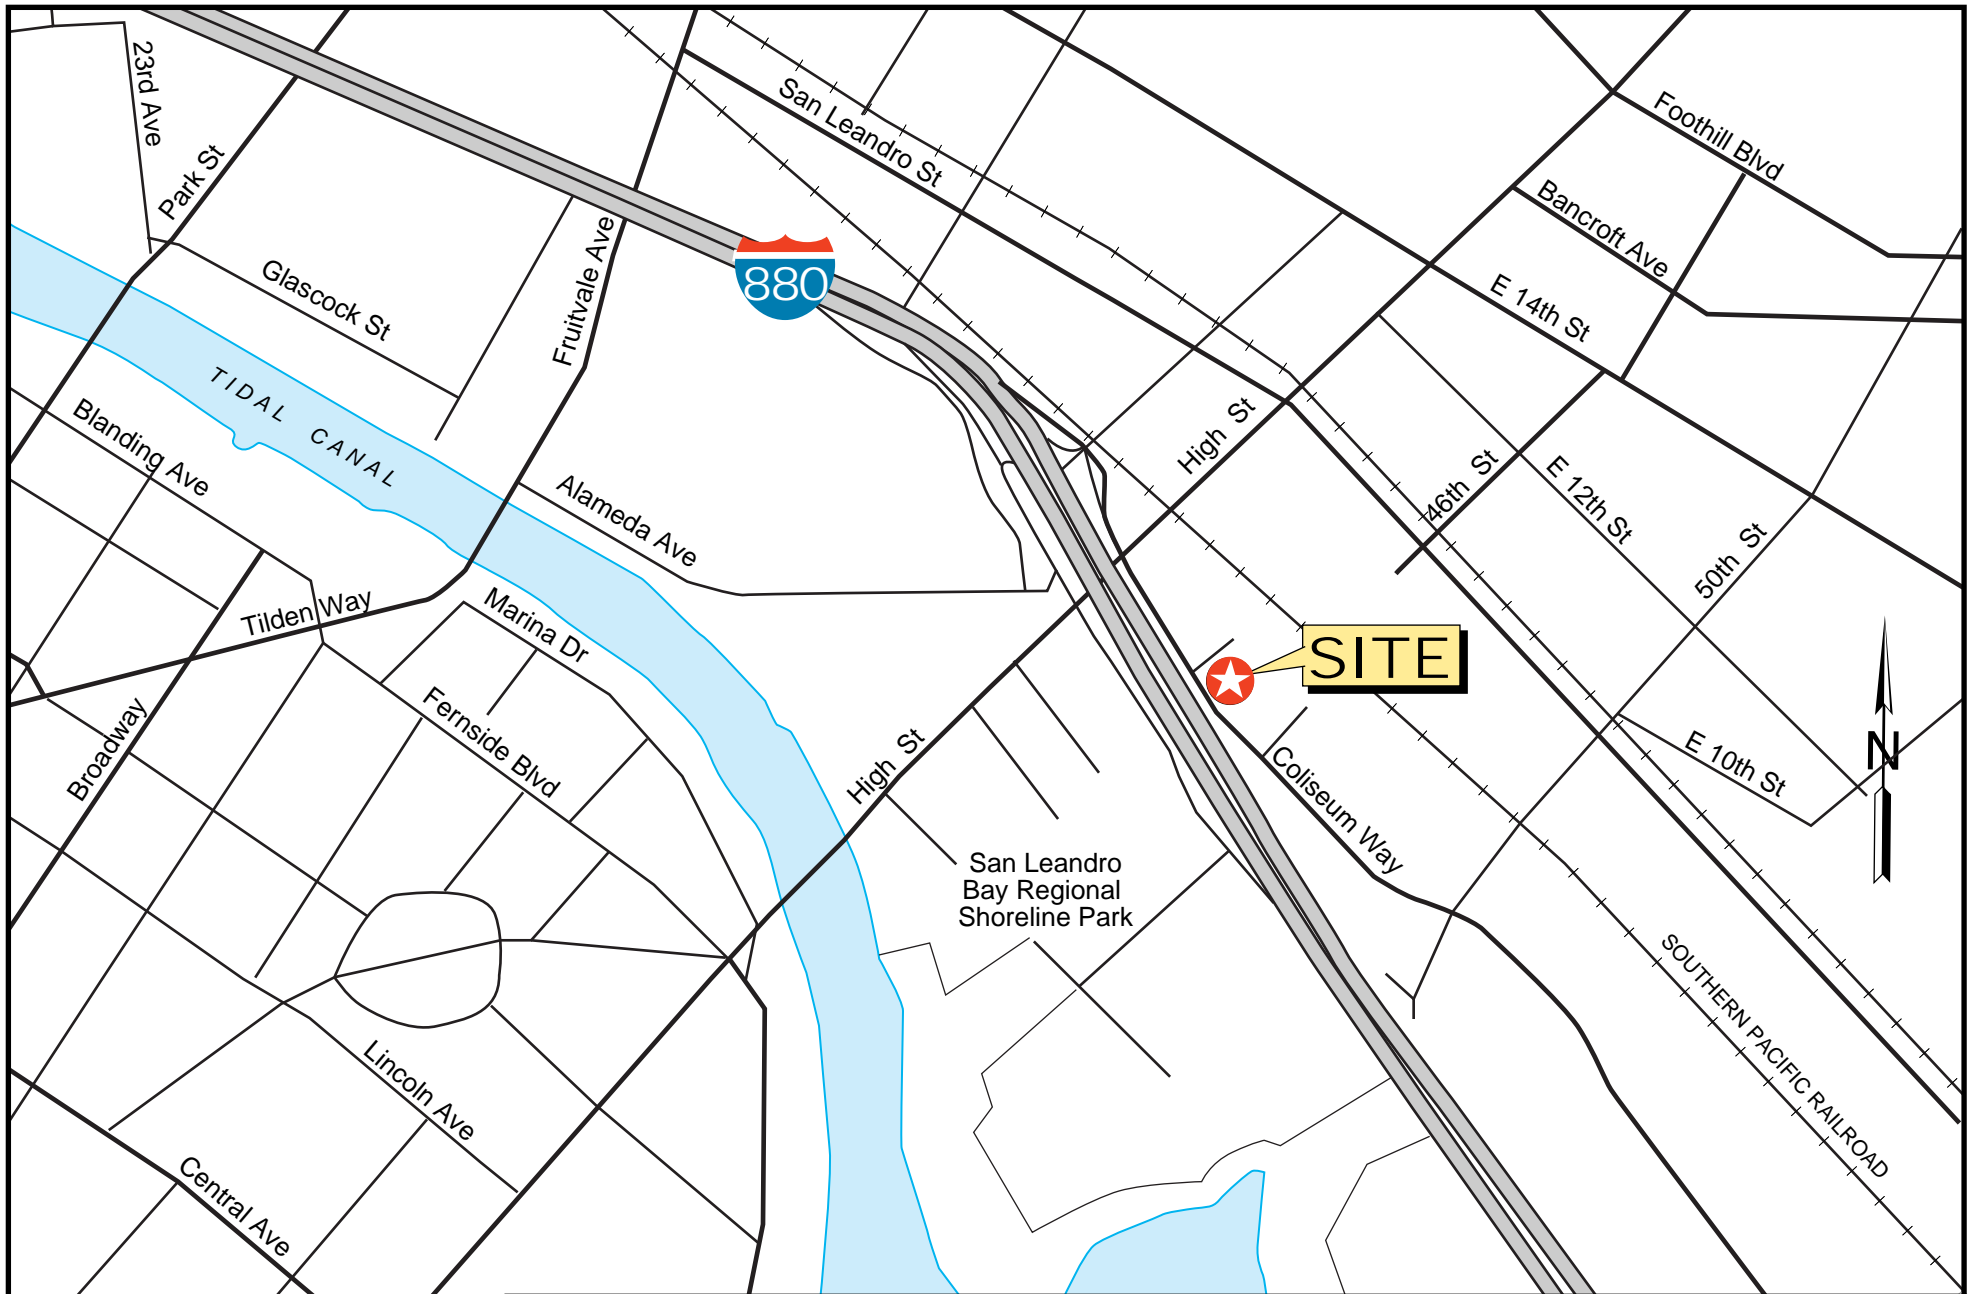 23rd Ave
Park St
San Leandro St
Foothill Blvd
Bancroft Ave
Glascock St
Fruitvale Ave
880
E 14th St
TIDAL CANAL
Blanding Ave
High St
46th St
E 12th St
Alameda Ave
50th St
Tilden Way
Marina Dr
SITE
Fernside Blvd
Broadway
High St
E 10th St
N
Coliseum Way
San Leandro
Bay Regional
Shoreline Park
SOUTHERN PACIFIC RAILROAD
Lincoln Ave
Central Ave